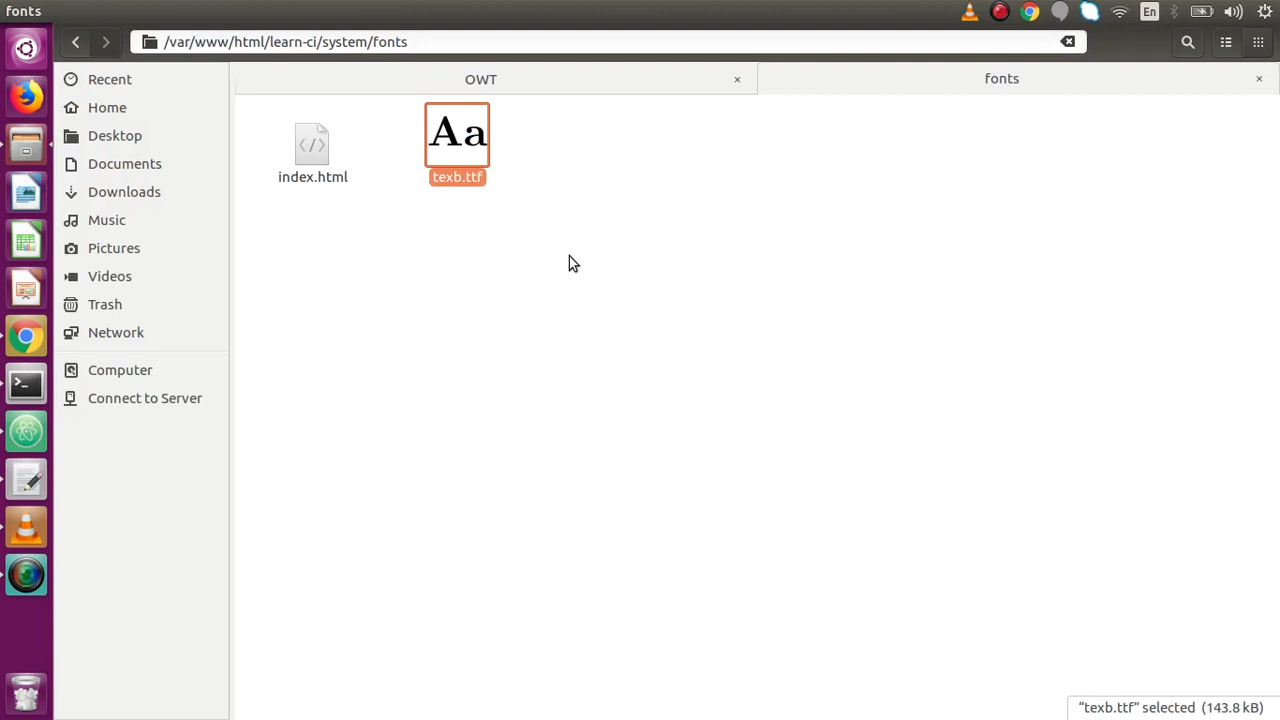 fonts
En
/var/www/html/learn-ci/system/fonts
Recent
Home
Desktop
Documents
Downloads
Music
Pictures
Videos
Trash
Network
Computer
Connect to Server
OWT
fonts
index.html
Aa
texb.ttf
"texb.ttf" selected (143.8 kB)